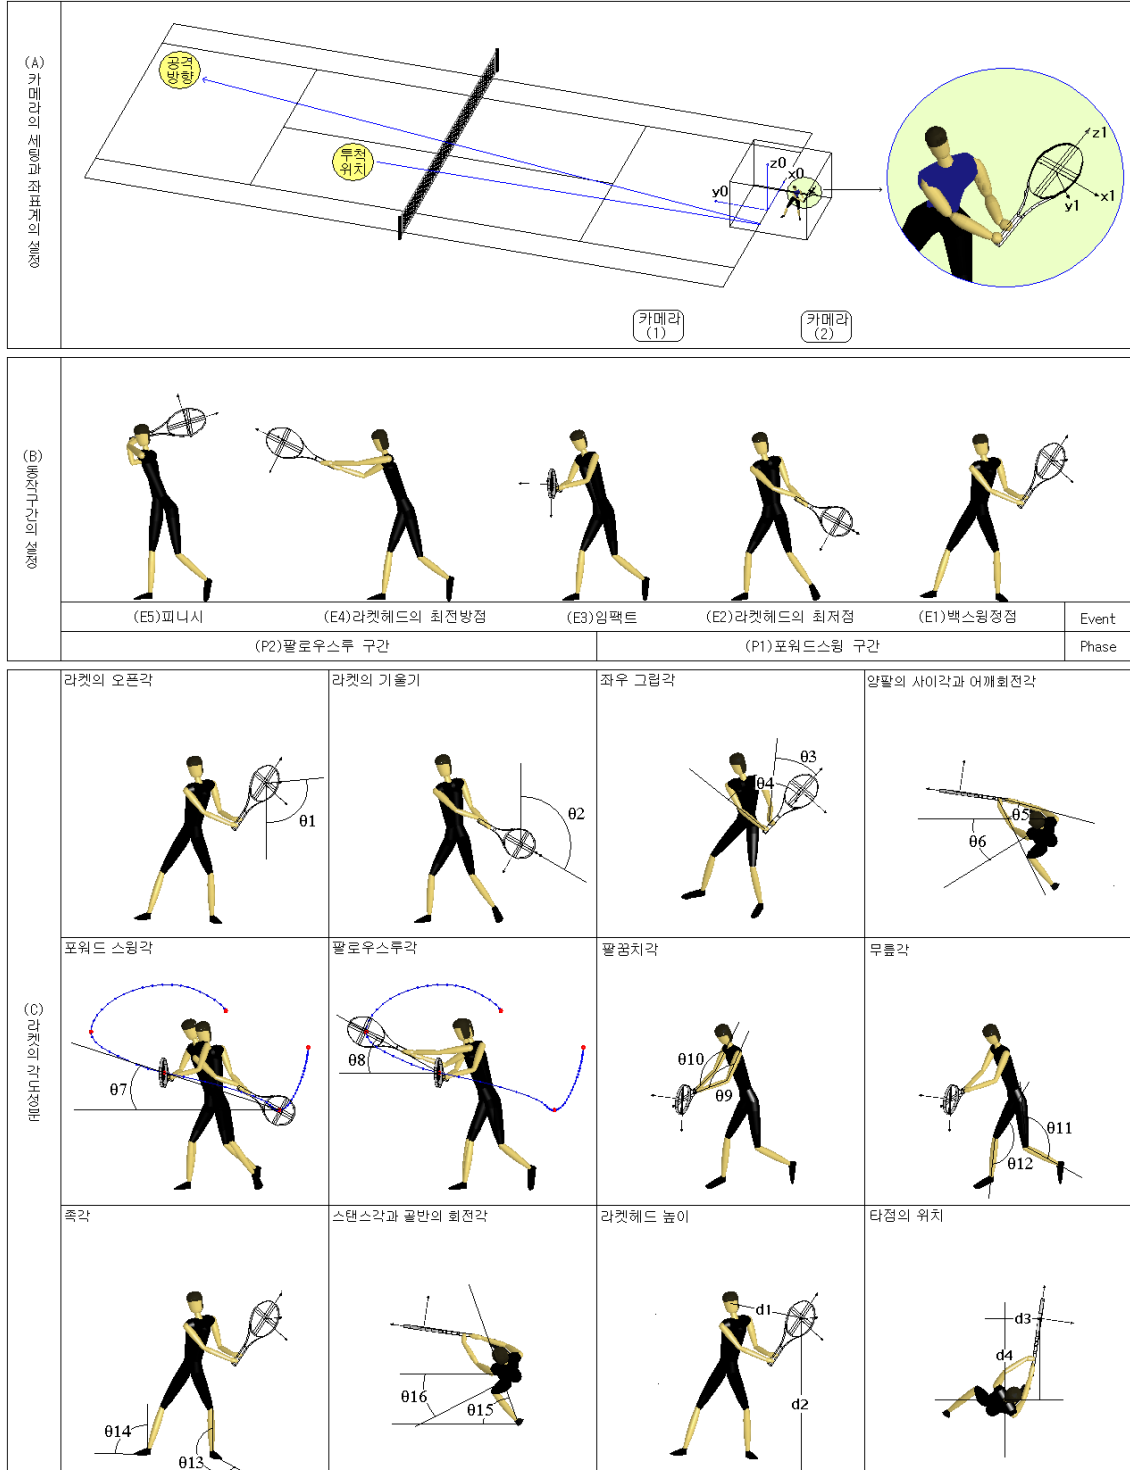 (A) 카메라의 세팅과 좌표계의 설정
공격
방향
투척
위치
z0
x0
y0
z1
x1
y1
카메라
(1)
카메라
(2)
(B) 동작구간의 설정
(E5)피니시
(E4)라켓헤드의 최전방점
(E3)임팩트
(E2)라켓헤드의 최저점
(E1)백스윙정점
Event
(P2)팔로우스루 구간
(P1)포워드스윙 구간
Phase
(C) 라켓의 각도성분
라켓의 오픈각
θ1
라켓의 기울기
θ2
좌우 그립각
θ3
θ4
양팔의 사이각과 어깨회전각
θ5
θ6
포워드 스윙각
θ7
팔로우스루각
θ8
팔꿈치각
θ10
θ9
무릎각
θ11
θ12
족각
θ14
θ13
스탠스각과 골반의 회전각
θ16
θ15
라켓헤드 높이
d1
d2
타점의 위치
d3
d4